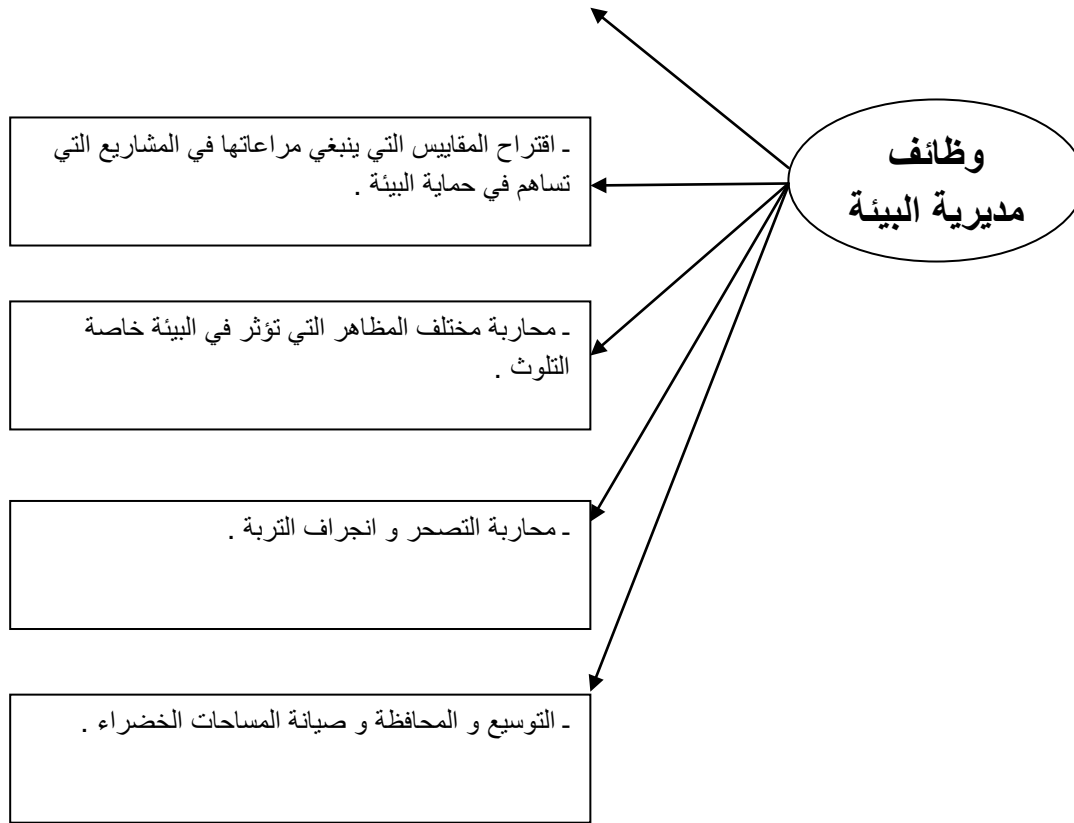 وظائف
مديرية البيئة
ـ اقتراح المقاييس التي ينبغي مراعاتها في المشاريع التي
تساهم في حماية البيئة .
ـ محاربة مختلف المظاهر التي تؤثر في البيئة خاصة
التلوث .
ـ محاربة التصحر و انجراف التربة .
ـ التوسيع و المحافظة و صيانة المساحات الخضراء .